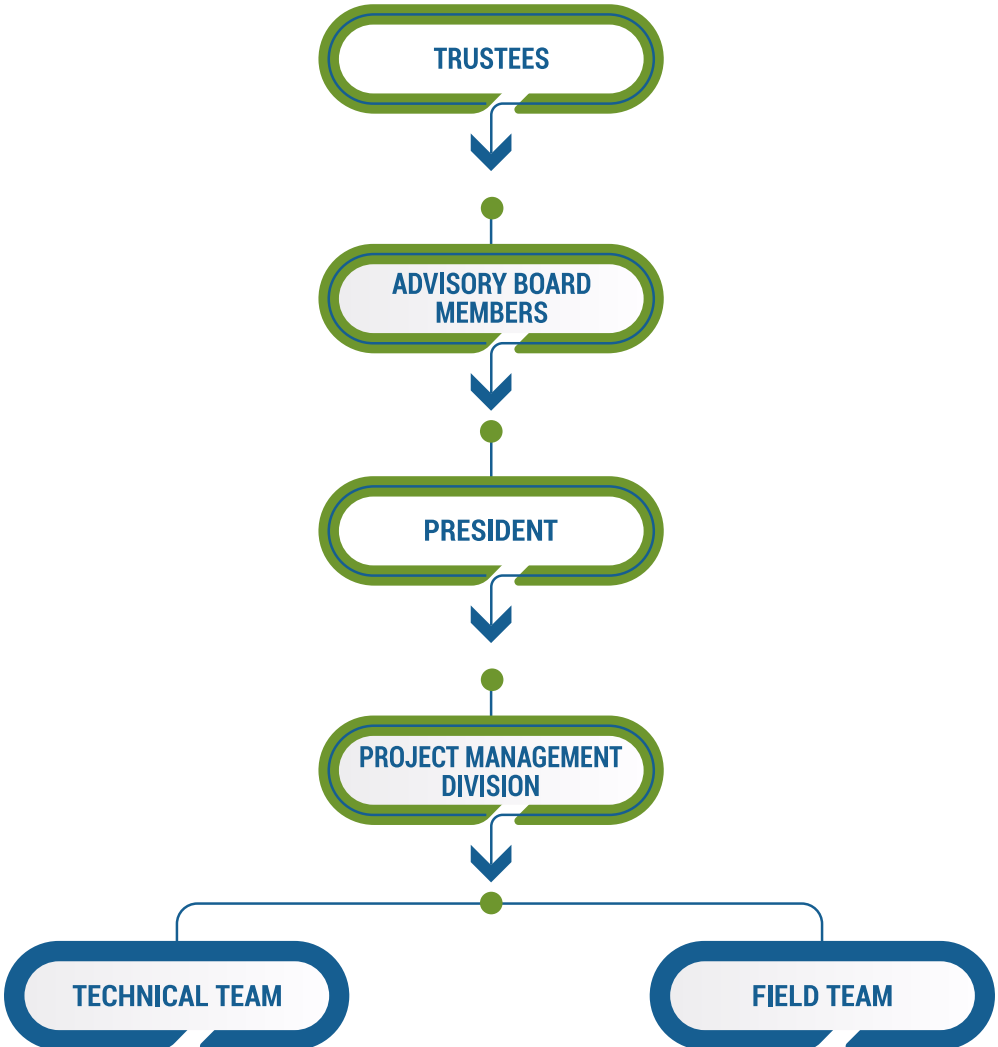 TRUSTEES
ADVISORY BOARD
MEMBERS
PRESIDENT
PROJECT MANAGEMENT
DIVISION
TECHNICAL TEAM
FIELD TEAM